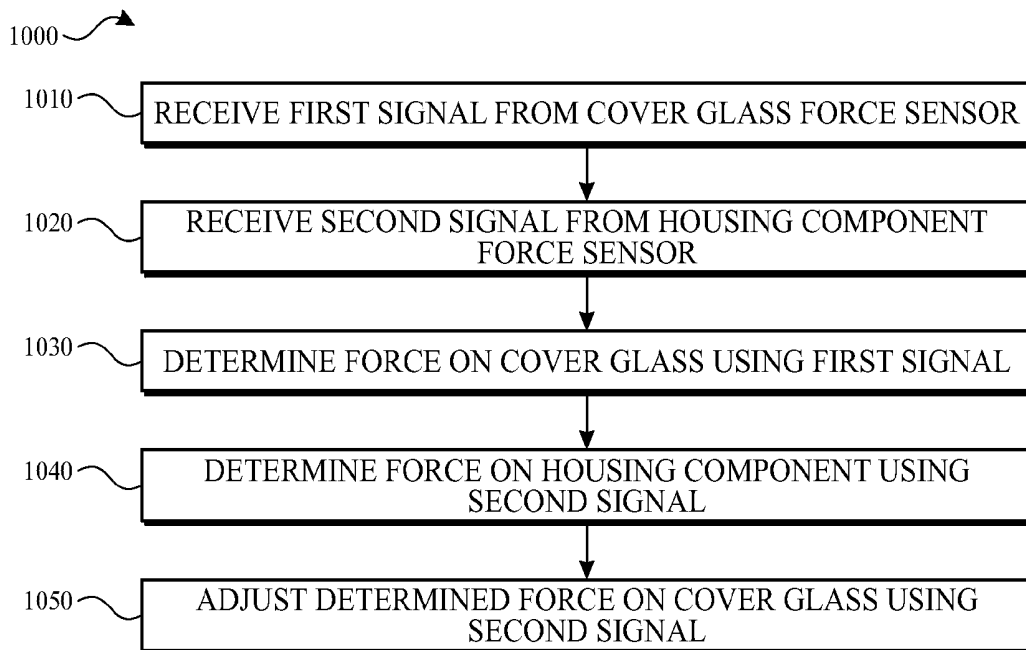 1000
1010
RECEIVE FIRST SIGNAL FROM COVER GLASS FORCE SENSOR
1020
RECEIVE SECOND SIGNAL FROM HOUSING COMPONENT
FORCE SENSOR
1030
DETERMINE FORCE ON COVER GLASS USING FIRST SIGNAL
1040
DETERMINE FORCE ON HOUSING COMPONENT USING
SECOND SIGNAL
1050
ADJUST DETERMINED FORCE ON COVER GLASS USING
SECOND SIGNAL